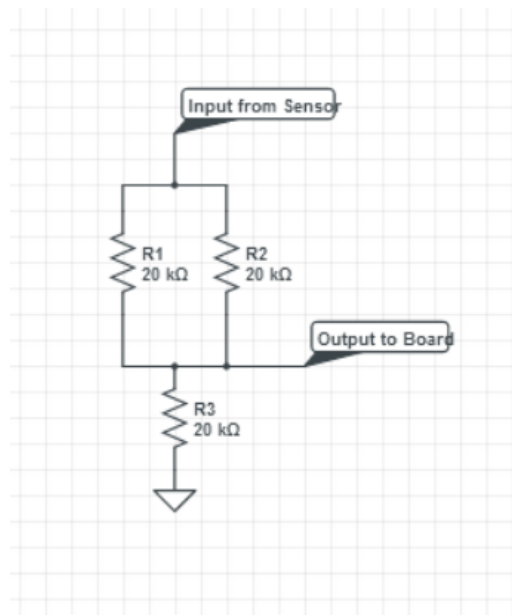 Input from Sensor
R1
20 kΩ
R2
20 kΩ
Output to Board
R3
20 kΩ